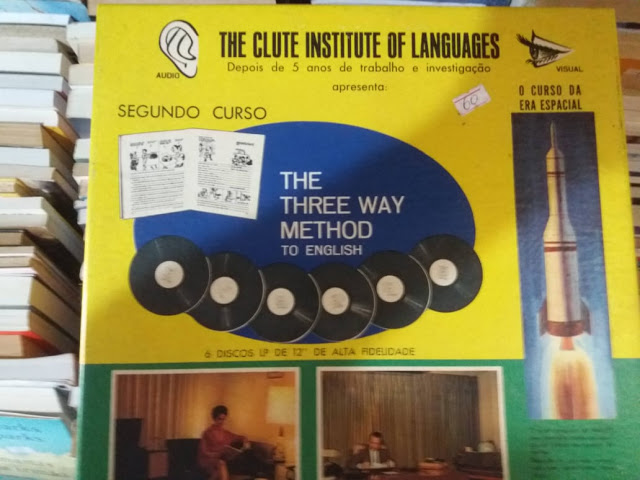 THE CLUTE INSTITUTE OF LANGUAGES
Depois de 5 anos de trabalho e investigação
apresenta:
AUDIO
VISUAL
O CURSO DA
ERA ESPACIAL
60
SEGUNDO CURSO
THE
THREE WAY
METHOD
TO ENGLISH
6 DISCOS LP DE 12" DE ALTA FIDELIDADE